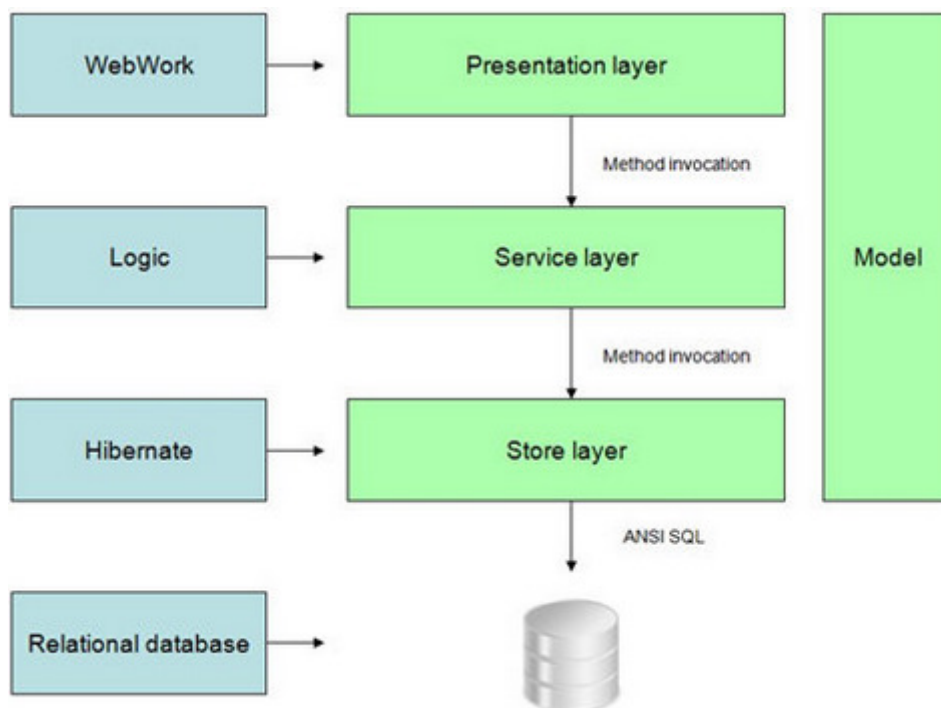 WebWork
Presentation layer
Method invocation
Logic
Service layer
Model
Method invocation
Hibernate
Store layer
ANSI SQL
Relational database